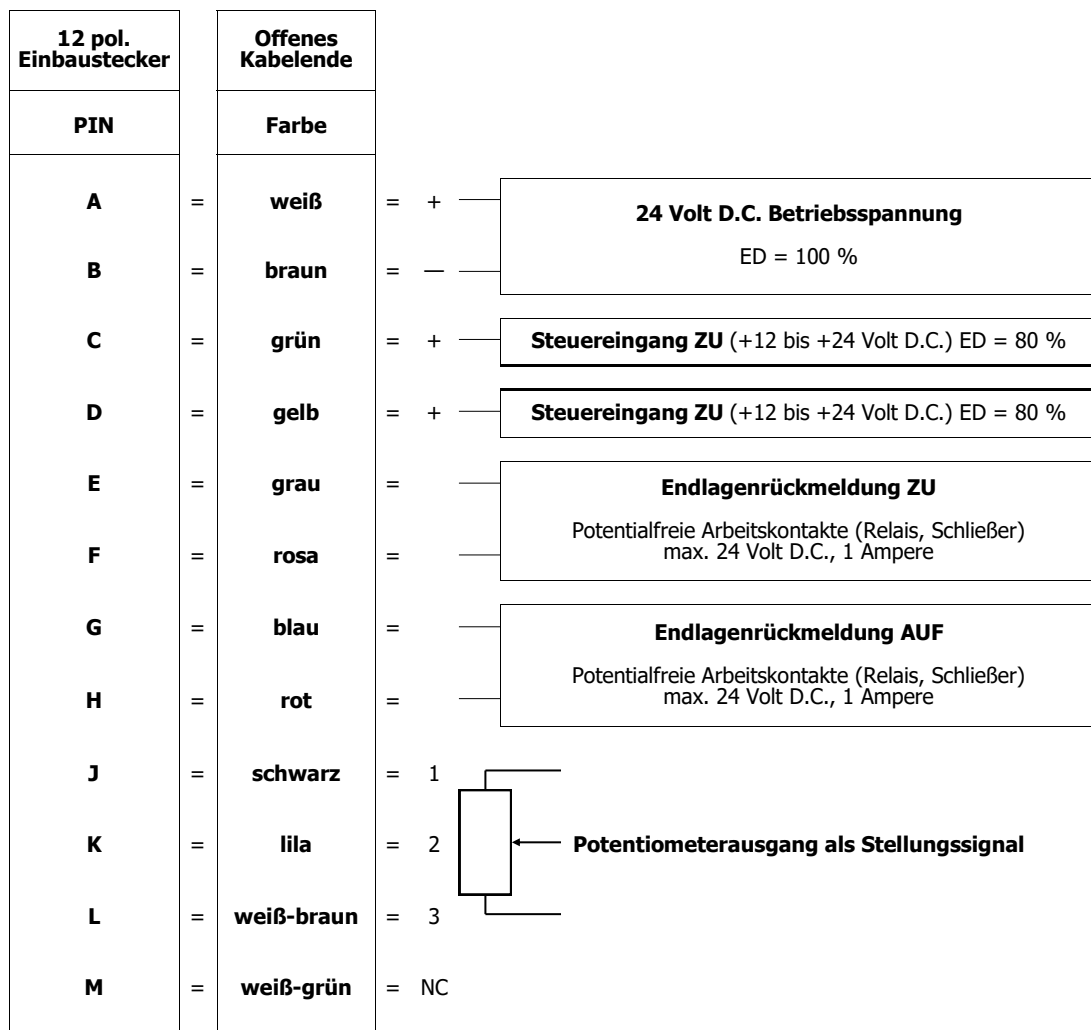 12 pol.
Einbaustecker
Offenes
Kabelende
PIN
Farbe
A = weiß = +
24 Volt D.C. Betriebsspannung
ED = 100 %
B = braun = —
C = grün = + Steuereingang ZU (+12 bis +24 Volt D.C.) ED = 80 %
D = gelb = + Steuereingang ZU (+12 bis +24 Volt D.C.) ED = 80 %
E = grau =
Endlagenrückmeldung ZU
Potentialfreie Arbeitskontakte (Relais, Schließer)
max. 24 Volt D.C., 1 Ampere
F = rosa =
G = blau =
Endlagenrückmeldung AUF
Potentialfreie Arbeitskontakte (Relais, Schließer)
max. 24 Volt D.C., 1 Ampere
H = rot =
J = schwarz = 1
K = lila = 2 Potentiometerausgang als Stellungssignal
L = weiß-braun = 3
M = weiß-grün = NC